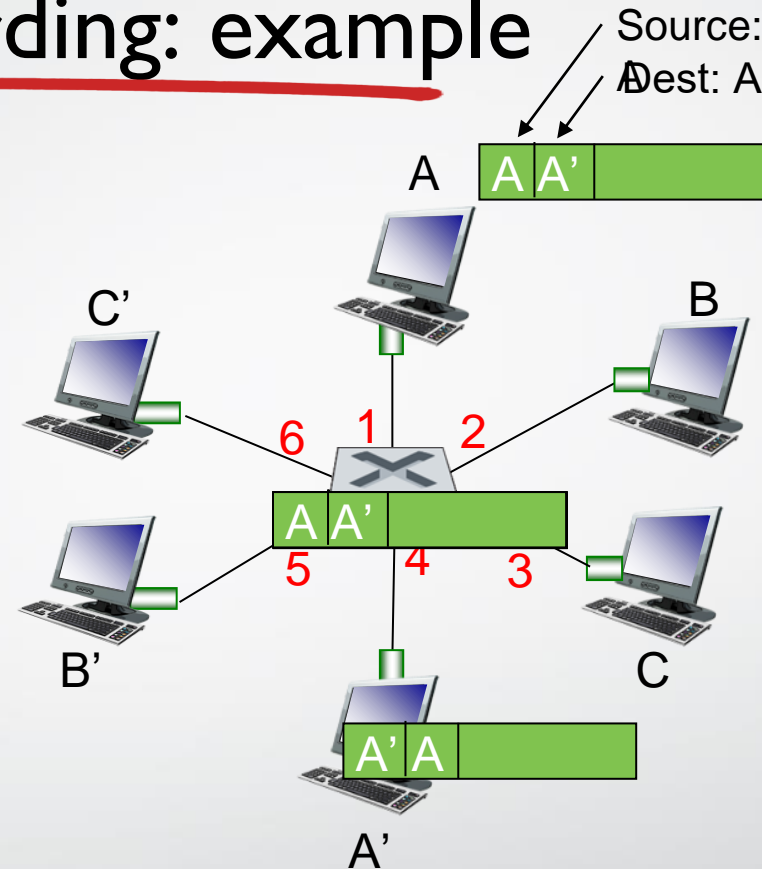 rding: example
Source: A
Dest: A
A
A A’
C’
B
6
1
2
A A’
5
4
3
B’
C
A’ A
A’